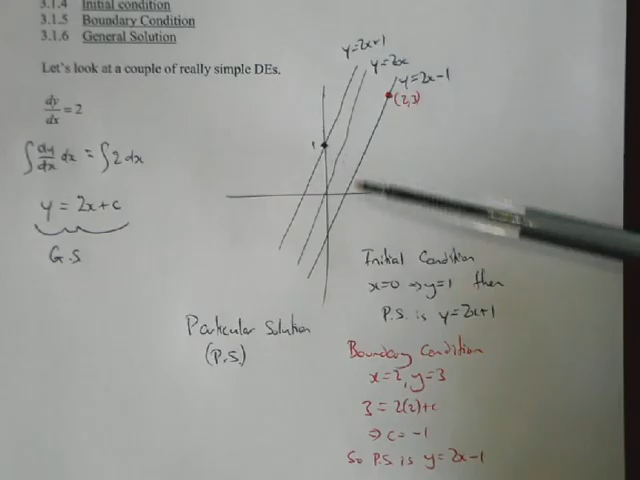 3.1.4 Initial condition
3.1.5 Boundary Condition
3.1.6 General Solution
Let's look at a couple of really simple DEs.
dy/dx = 2
∫ dy/dx dx = ∫ 2 dx
y = 2x + c
G.S
y=2x+1
y=2x
y=2x-1
(2,3)
1
Particular Solution
(P.S.)
Initial Condition
x=0 ⇒ y=1 then
P.S. is y=2x+1
Boundary Condition
x=2, y=3
3 = 2(2)+c
⇒ c = -1
So P.S. is y=2x-1